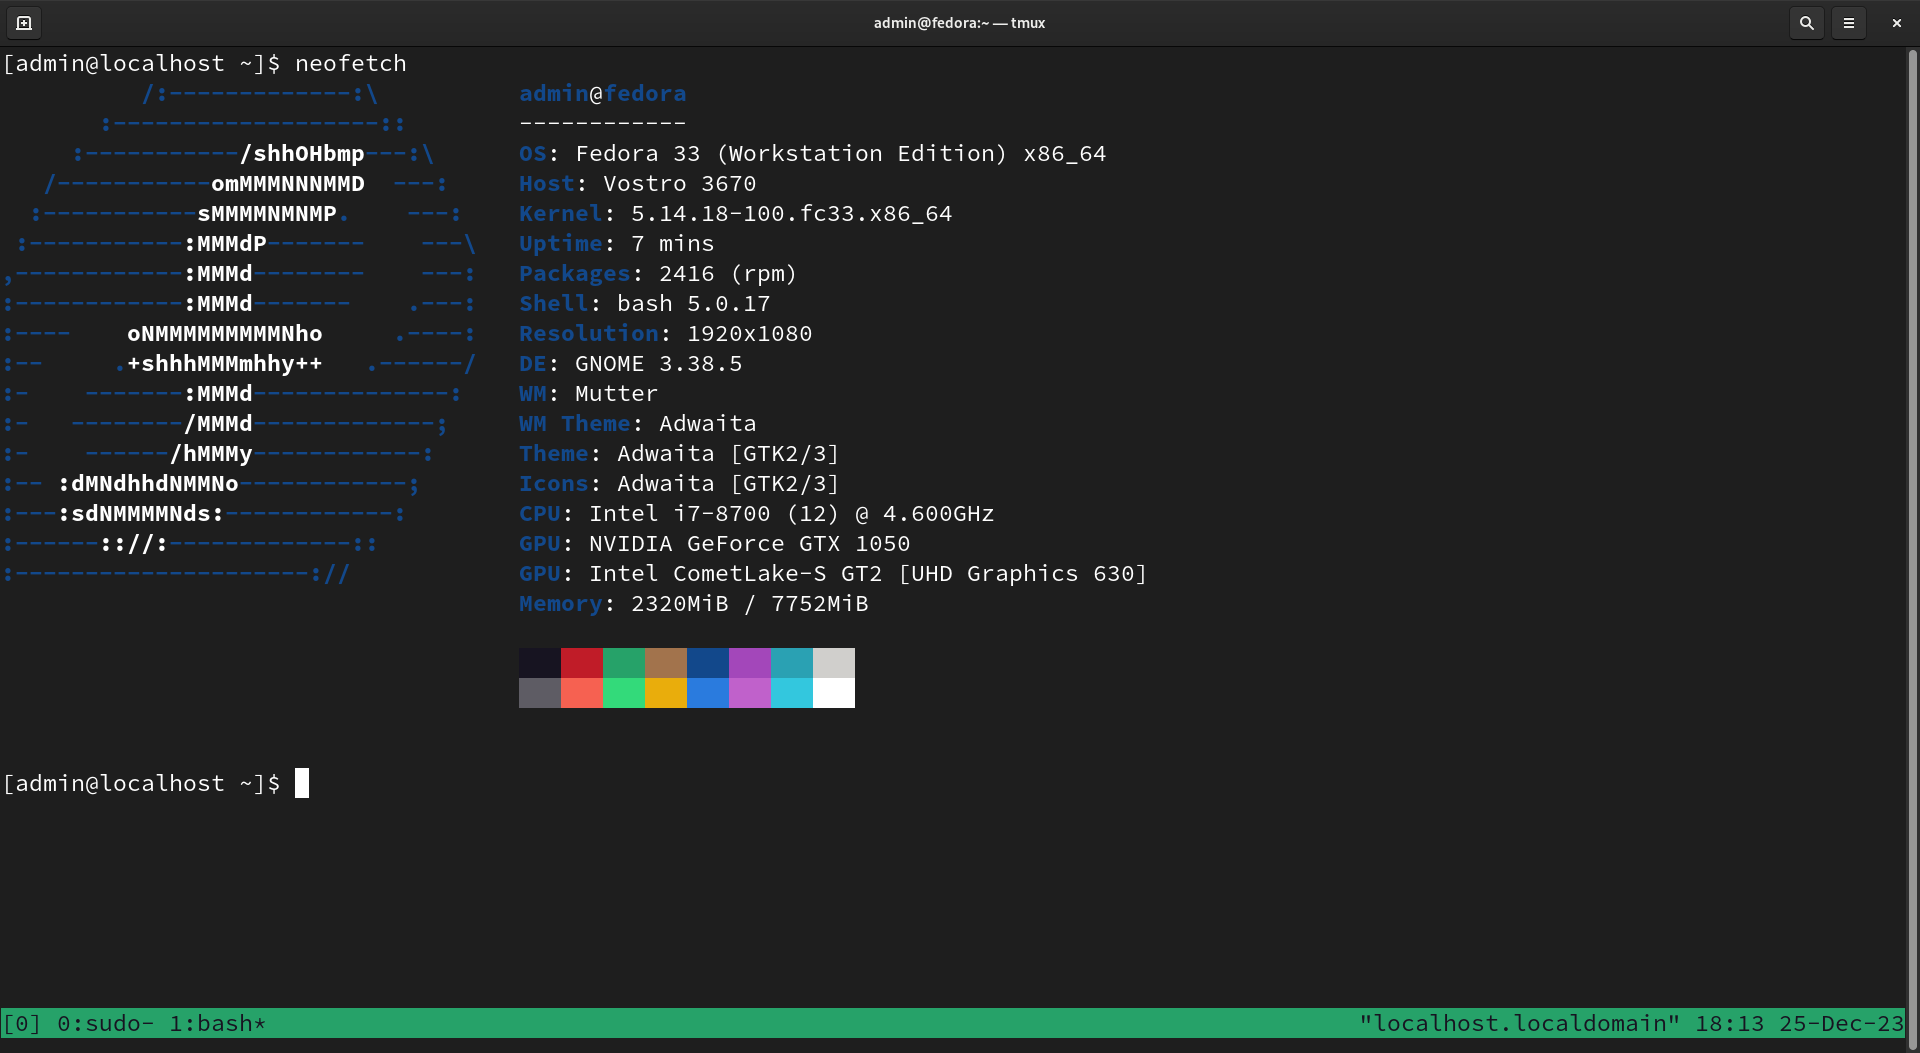 admin@fedora:~ — tmux
[admin@localhost ~]$ neofetch
          /:-------------:\          admin@fedora
       :-------------------::        ------------
     :-----------/shhOHbmp---:\      OS: Fedora 33 (Workstation Edition) x86_64
   /-----------omMMMNNNMMD  ---:     Host: Vostro 3670
  :-----------sMMMMNMNMP.    ---:    Kernel: 5.14.18-100.fc33.x86_64
 :-----------:MMMdP-------    ---\   Uptime: 7 mins
,------------:MMMd--------    ---:   Packages: 2416 (rpm)
:------------:MMMd-------    .---:   Shell: bash 5.0.17
:----    oNMMMMMMMMMNho     .----:   Resolution: 1920x1080
:--     .+shhhMMMmhhy++   .------/   DE: GNOME 3.38.5
:-    -------:MMMd--------------:    WM: Mutter
:-   --------/MMMd-------------;     WM Theme: Adwaita
:-    ------/hMMMy------------:      Theme: Adwaita [GTK2/3]
:-- :dMNdhhdNMMNo------------;       Icons: Adwaita [GTK2/3]
:---:sdNMMMMNds:------------:        CPU: Intel i7-8700 (12) @ 4.600GHz
:------:://:-------------::          GPU: NVIDIA GeForce GTX 1050
:---------------------://            GPU: Intel CometLake-S GT2 [UHD Graphics 630]
                                     Memory: 2320MiB / 7752MiB
[admin@localhost ~]$
[0] 0:sudo- 1:bash* "localhost.localdomain" 18:13 25-Dec-23